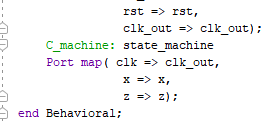 rst => rst,
clk_out => clk_out);
C_machine: state_machine
Port map( clk => clk_out,
x => x,
z => z);
end Behavioral;